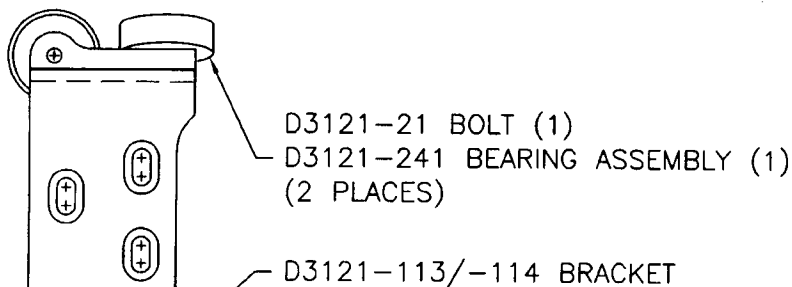 D3121-21 BOLT (1)
D3121-241 BEARING ASSEMBLY (1)
(2 PLACES)
D3121-113/-114 BRACKET